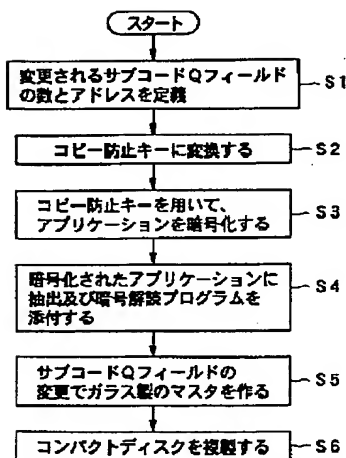 スタート
変更されるサブコードQフィールド
の数とアドレスを定義
S1
コピー防止キーに変換する
S2
コピー防止キーを用いて、
アプリケーションを暗号化する
S3
暗号化されたアプリケーションに
抽出及び暗号解読プログラムを
添付する
S4
サブコードQフィールドの
変更でガラス製のマスタを作る
S5
コンパクトディスクを複製する
S6